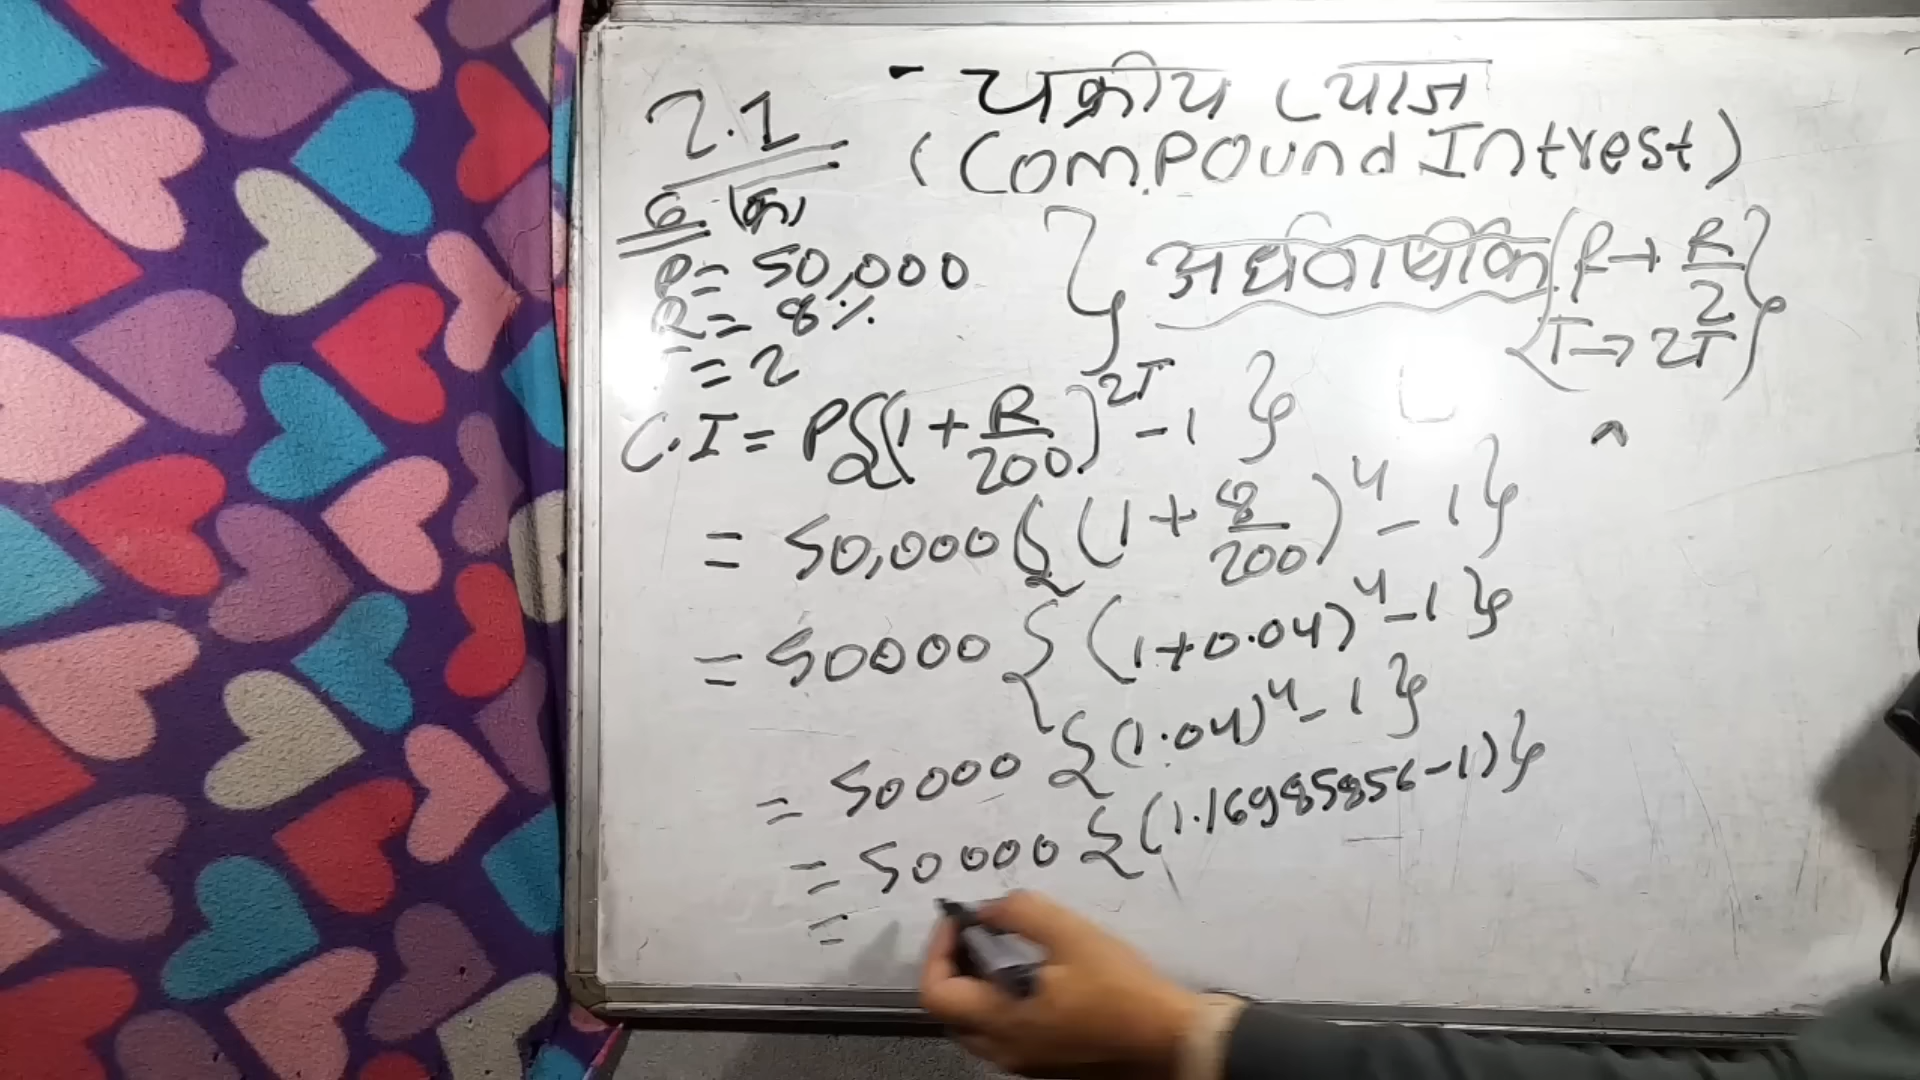 2.1
चक्रीय ब्याज
(Compound Intrest)
6. (क)
P = 50,000
R = 8%
= 2
अर्धवार्षीक { R → R/2
T → 2T }
C.I = P{(1 + R/200)^2T - 1}
= 50,000 {(1 + 8/200)^4 - 1}
= 50000 {(1+0.04)^4 - 1}
= 50000 {(1.04)^4 - 1}
= 50000 {(1.16985856 - 1)}
=